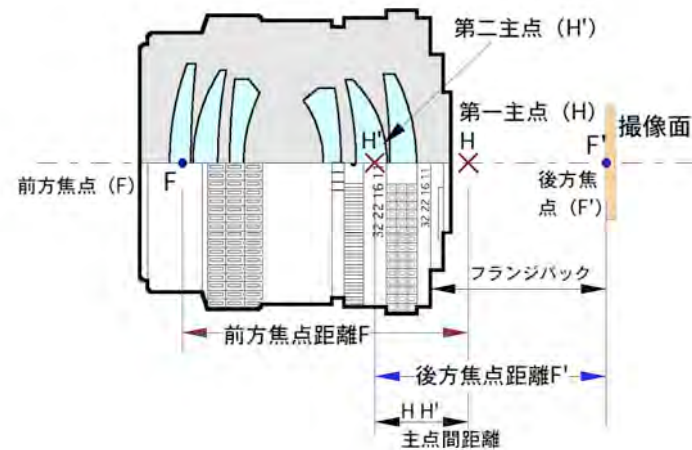 第二主点（H'）
第一主点（H）
撮像面
H'
H
F'
前方焦点（F）
F
後方焦
点（F'）
32 22 16 11
32 22 16 11
フランジバック
前方焦点距離F
後方焦点距離F'
H H'
主点間距離